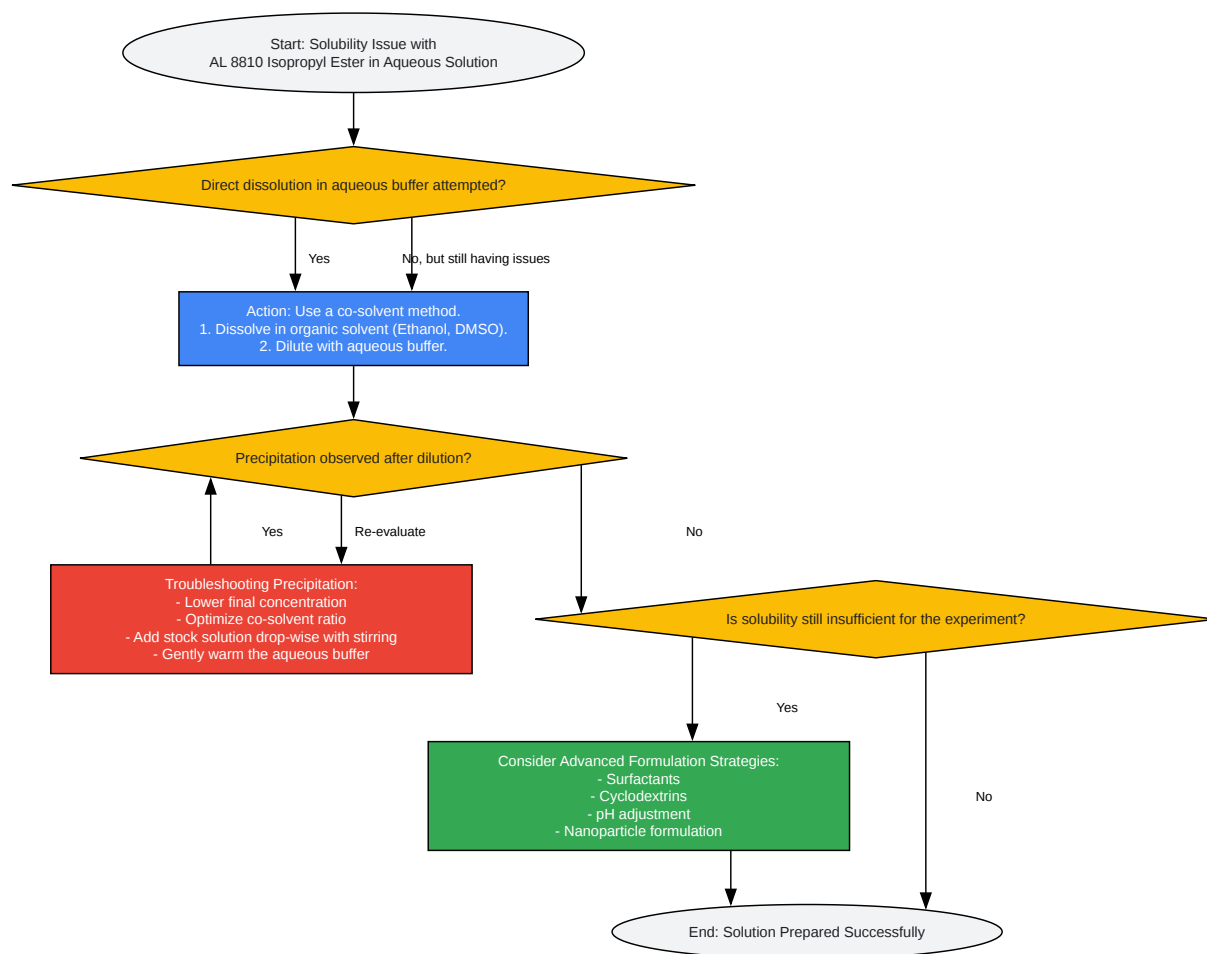 Start: Solubility Issue with
AL 8810 Isopropyl Ester in Aqueous Solution
Direct dissolution in aqueous buffer attempted?
Yes
No, but still having issues
Action: Use a co-solvent method.
1. Dissolve in organic solvent (Ethanol, DMSO).
2. Dilute with aqueous buffer.
Precipitation observed after dilution?
Yes
Re-evaluate
No
Troubleshooting Precipitation:
- Lower final concentration
- Optimize co-solvent ratio
- Add stock solution drop-wise with stirring
- Gently warm the aqueous buffer
Is solubility still insufficient for the experiment?
Yes
Consider Advanced Formulation Strategies:
- Surfactants
- Cyclodextrins
- pH adjustment
- Nanoparticle formulation
No
End: Solution Prepared Successfully